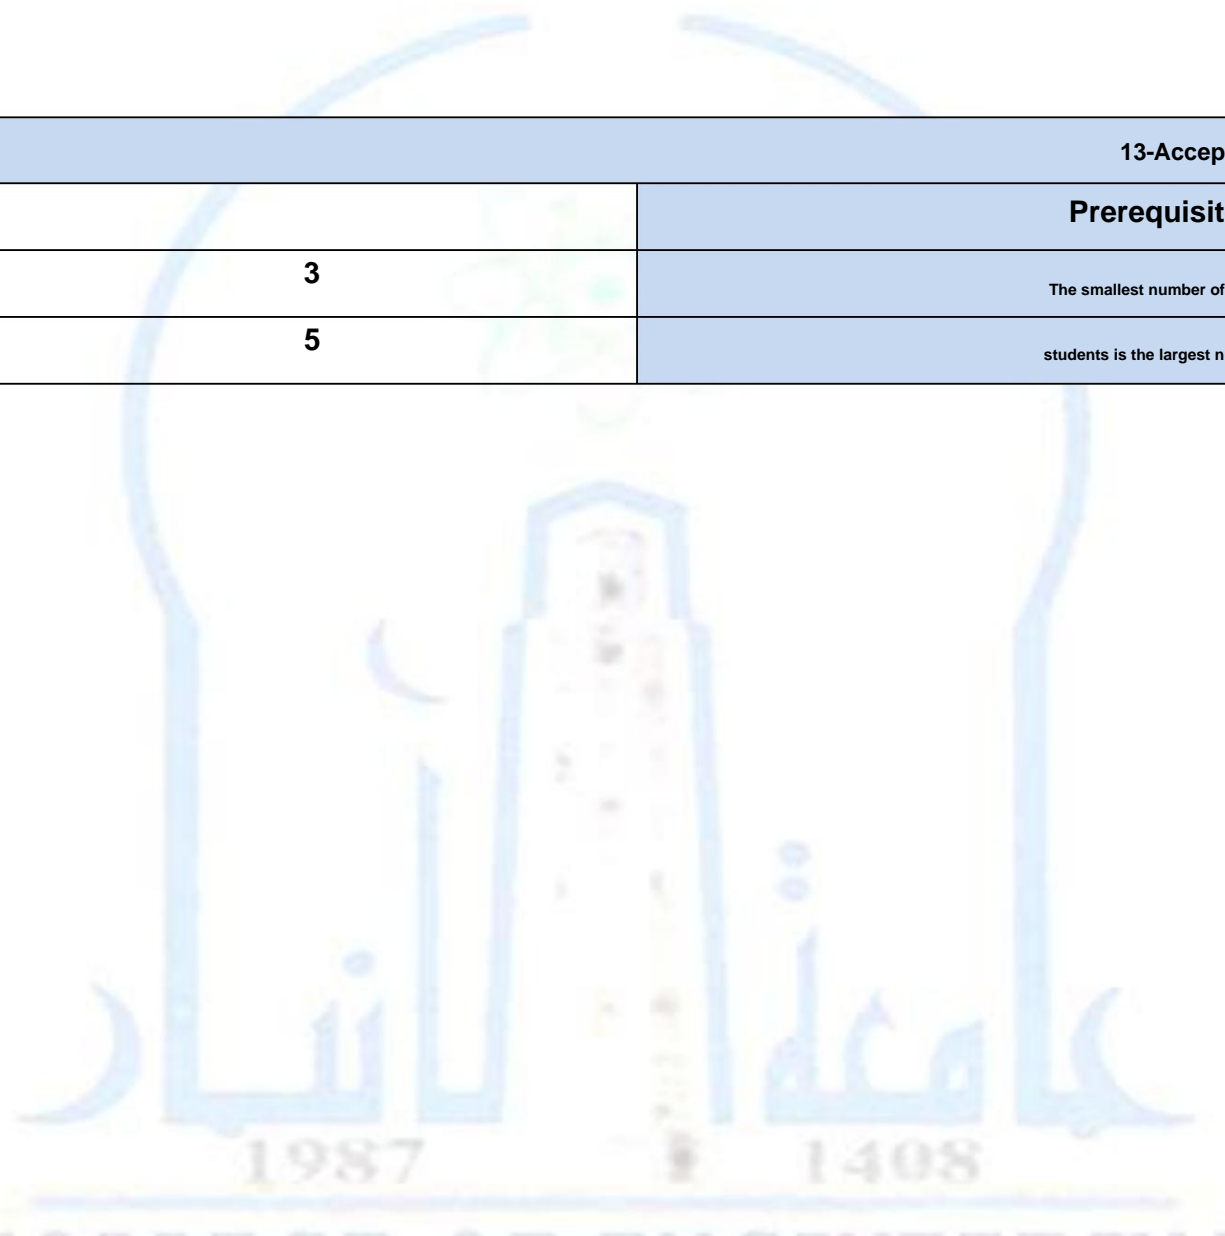 13-Accep
Prerequisit
3
The smallest number of
5
students is the largest n
1987
1408